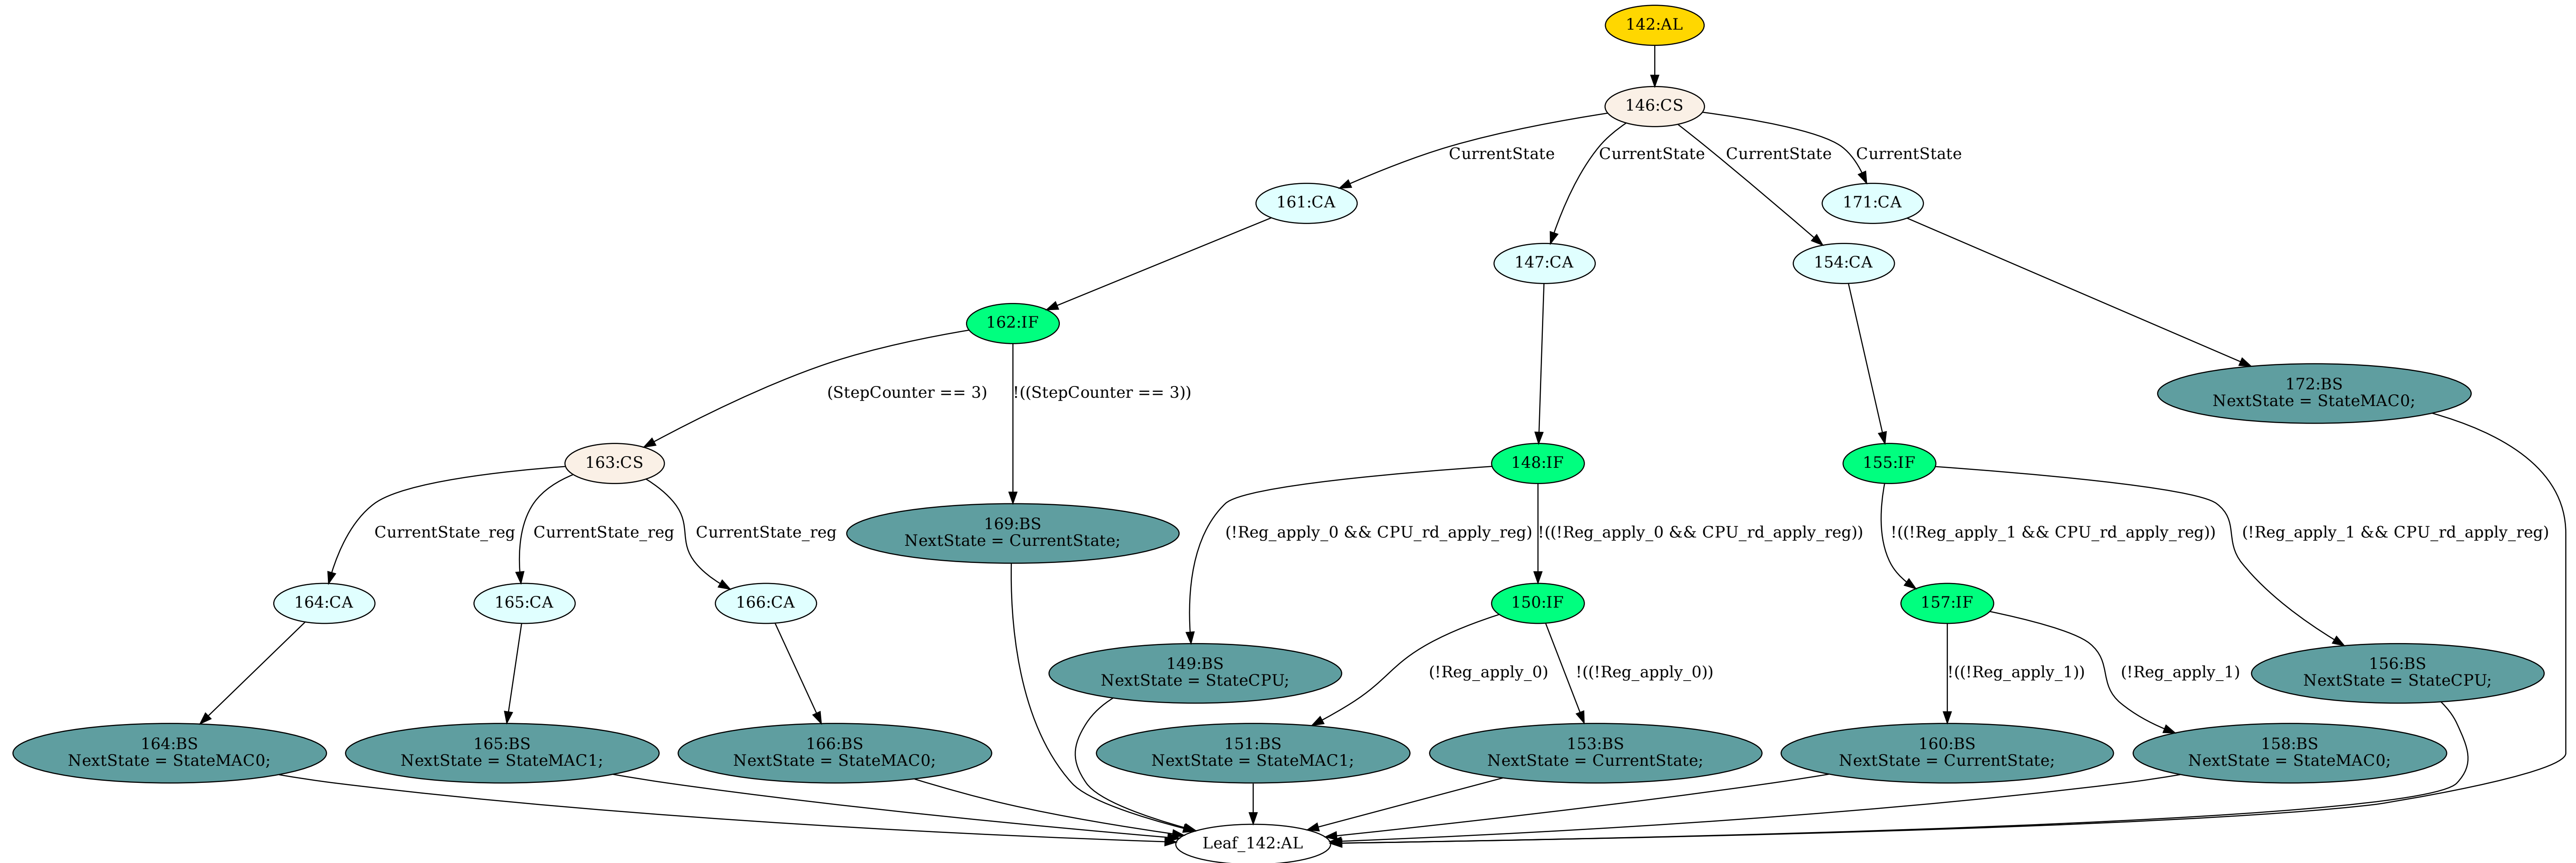 142:AL
146:CS
CurrentState
CurrentState
CurrentState
CurrentState
161:CA
171:CA
147:CA
154:CA
162:IF
(StepCounter == 3)
!((StepCounter == 3))
172:BS
NextState = StateMAC0;
163:CS
148:IF
155:IF
CurrentState_reg
CurrentState_reg
CurrentState_reg
169:BS
NextState = CurrentState;
(!Reg_apply_0 && CPU_rd_apply_reg)
!((!Reg_apply_0 && CPU_rd_apply_reg))
!((!Reg_apply_1 && CPU_rd_apply_reg))
(!Reg_apply_1 && CPU_rd_apply_reg)
164:CA
165:CA
166:CA
150:IF
157:IF
149:BS
NextState = StateCPU;
(!Reg_apply_0)
!((!Reg_apply_0))
!((!Reg_apply_1))
(!Reg_apply_1)
156:BS
NextState = StateCPU;
164:BS
NextState = StateMAC0;
165:BS
NextState = StateMAC1;
166:BS
NextState = StateMAC0;
151:BS
NextState = StateMAC1;
153:BS
NextState = CurrentState;
160:BS
NextState = CurrentState;
158:BS
NextState = StateMAC0;
Leaf_142:AL